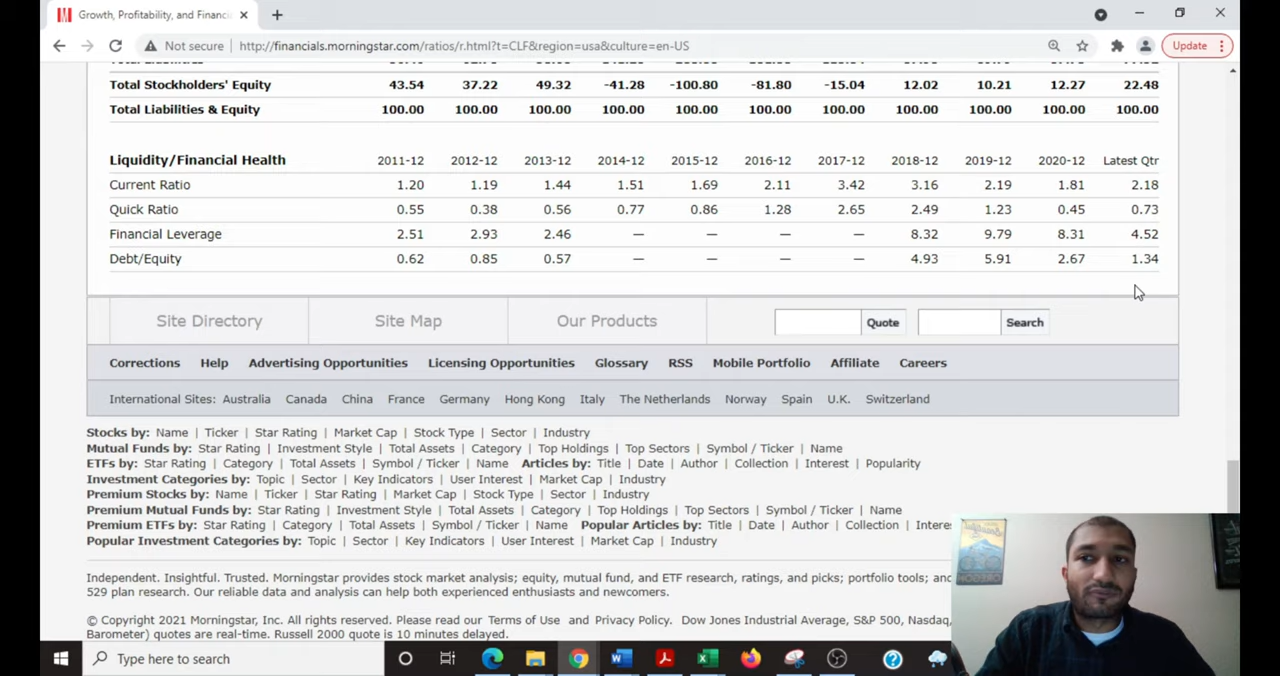 Growth, Profitability, and Financi
Not secure | http://financials.morningstar.com/ratios/r.html?t=CLF&region=usa&culture=en-US Update
Total Stockholders' Equity 43.54 37.22 49.32 -41.28 -100.80 -81.80 -15.04 12.02 10.21 12.27 22.48
Total Liabilities & Equity 100.00 100.00 100.00 100.00 100.00 100.00 100.00 100.00 100.00 100.00 100.00
Liquidity/Financial Health 2011-12 2012-12 2013-12 2014-12 2015-12 2016-12 2017-12 2018-12 2019-12 2020-12 Latest Qtr
Current Ratio 1.20 1.19 1.44 1.51 1.69 2.11 3.42 3.16 2.19 1.81 2.18
Quick Ratio 0.55 0.38 0.56 0.77 0.86 1.28 2.65 2.49 1.23 0.45 0.73
Financial Leverage 2.51 2.93 2.46 — — — — 8.32 9.79 8.31 4.52
Debt/Equity 0.62 0.85 0.57 — — — — 4.93 5.91 2.67 1.34
Site Directory Site Map Our Products Quote Search
Corrections Help Advertising Opportunities Licensing Opportunities Glossary RSS Mobile Portfolio Affiliate Careers
International Sites: Australia Canada China France Germany Hong Kong Italy The Netherlands Norway Spain U.K. Switzerland
Stocks by: Name | Ticker | Star Rating | Market Cap | Stock Type | Sector | Industry
Mutual Funds by: Star Rating | Investment Style | Total Assets | Category | Top Holdings | Top Sectors | Symbol / Ticker | Name
ETFs by: Star Rating | Category | Total Assets | Symbol / Ticker | Name Articles by: Title | Date | Author | Collection | Interest | Popularity
Investment Categories by: Topic | Sector | Key Indicators | User Interest | Market Cap | Industry
Premium Stocks by: Name | Ticker | Star Rating | Market Cap | Stock Type | Sector | Industry
Premium Mutual Funds by: Star Rating | Investment Style | Total Assets | Category | Top Holdings | Top Sectors | Symbol / Ticker | Name
Premium ETFs by: Star Rating | Category | Total Assets | Symbol / Ticker | Name Popular Articles by: Title | Date | Author | Collection | Interes
Popular Investment Categories by: Topic | Sector | Key Indicators | User Interest | Market Cap | Industry
Independent. Insightful. Trusted. Morningstar provides stock market analysis; equity, mutual fund, and ETF research, ratings, and picks; portfolio tools; and
529 plan research. Our reliable data and analysis can help both experienced enthusiasts and newcomers.
© Copyright 2021 Morningstar, Inc. All rights reserved. Please read our Terms of Use and Privacy Policy. Dow Jones Industrial Average, S&P 500, Nasdaq,
Barometer) quotes are real-time. Russell 2000 quote is 10 minutes delayed.
Type here to search